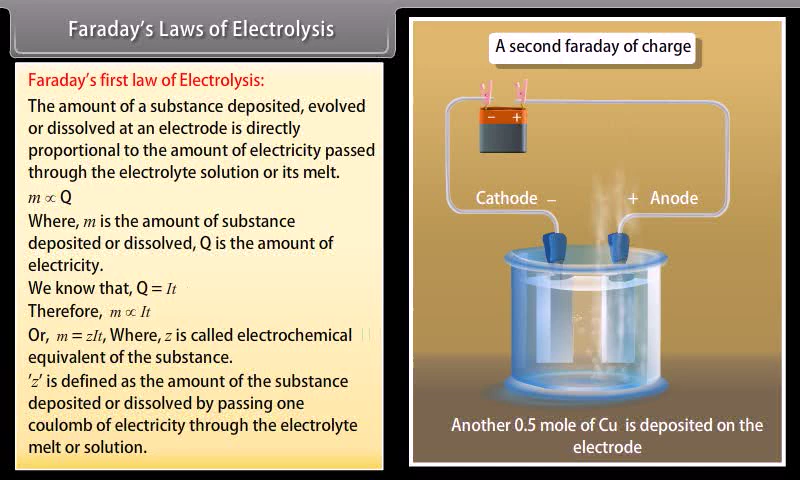 Faraday's Laws of Electrolysis
Faraday's first law of Electrolysis:
The amount of a substance deposited, evolved
or dissolved at an electrode is directly
proportional to the amount of electricity passed
through the electrolyte solution or its melt.
m ∝ Q
Where, m is the amount of substance
deposited or dissolved, Q is the amount of
electricity.
We know that, Q = It
Therefore, m ∝ It
Or, m = zIt, Where, z is called electrochemical
equivalent of the substance.
'z' is defined as the amount of the substance
deposited or dissolved by passing one
coulomb of electricity through the electrolyte
melt or solution.
A second faraday of charge
− +
Cathode − + Anode
Another 0.5 mole of Cu is deposited on the
electrode